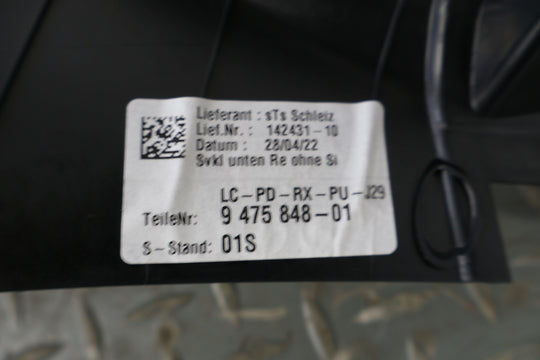 Lieferant : sTs Schleiz
Lief.Nr. : 142431-10
Datum : 28/04/22
Svkl unten Re ohne Si
LC-PD-RX-PU-J29
TeileNr: 9 475 848-01
S-Stand: 01S